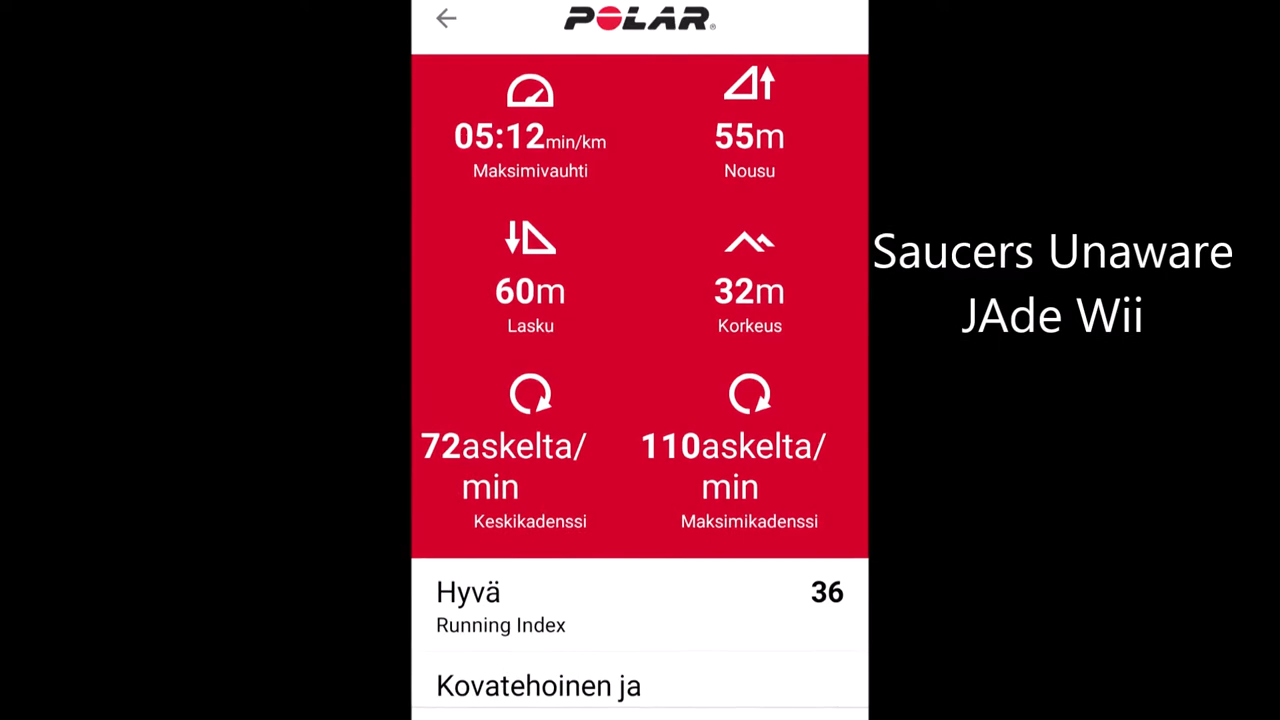 POLAR
05:12min/km
55m
Maksimivauhti
Nousu
60m
32m
Lasku
Korkeus
72askelta/
min
110askelta/
min
Keskikadenssi
Maksimikadenssi
Hyvä
36
Running Index
Kovatehoinen ja
Saucers Unaware
JAde Wii